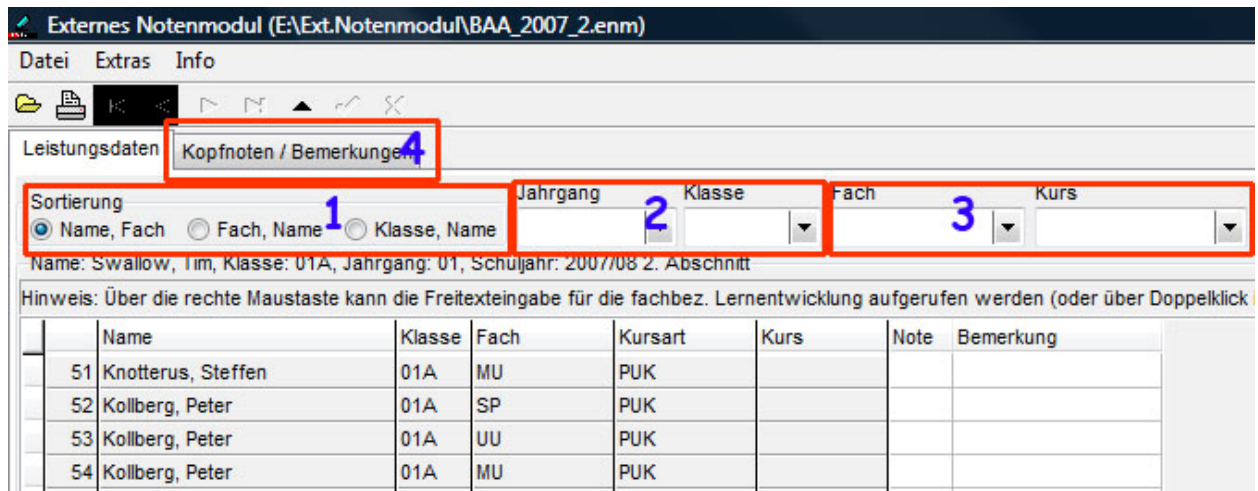 Externes Notenmodul (E:\Ext.Notenmodul\BAA_2007_2.enm)
Datei Extras Info
Leistungsdaten Kopfnoten / Bemerkungen 4
Sortierung 1 Jahrgang 2 Klasse Fach 3 Kurs
Name, Fach Fach, Name Klasse, Name
Name: Swallow, Tim, Klasse: 01A, Jahrgang: 01, Schuljahr: 2007/08 2. Abschnitt
Hinweis: Über die rechte Maustaste kann die Freitexteingabe für die fachbez. Lernentwicklung aufgerufen werden (oder über Doppelklick
Name Klasse Fach Kursart Kurs Note Bemerkung
51 Knotterus, Steffen 01A MU PUK
52 Kollberg, Peter 01A SP PUK
53 Kollberg, Peter 01A UU PUK
54 Kollberg, Peter 01A MU PUK